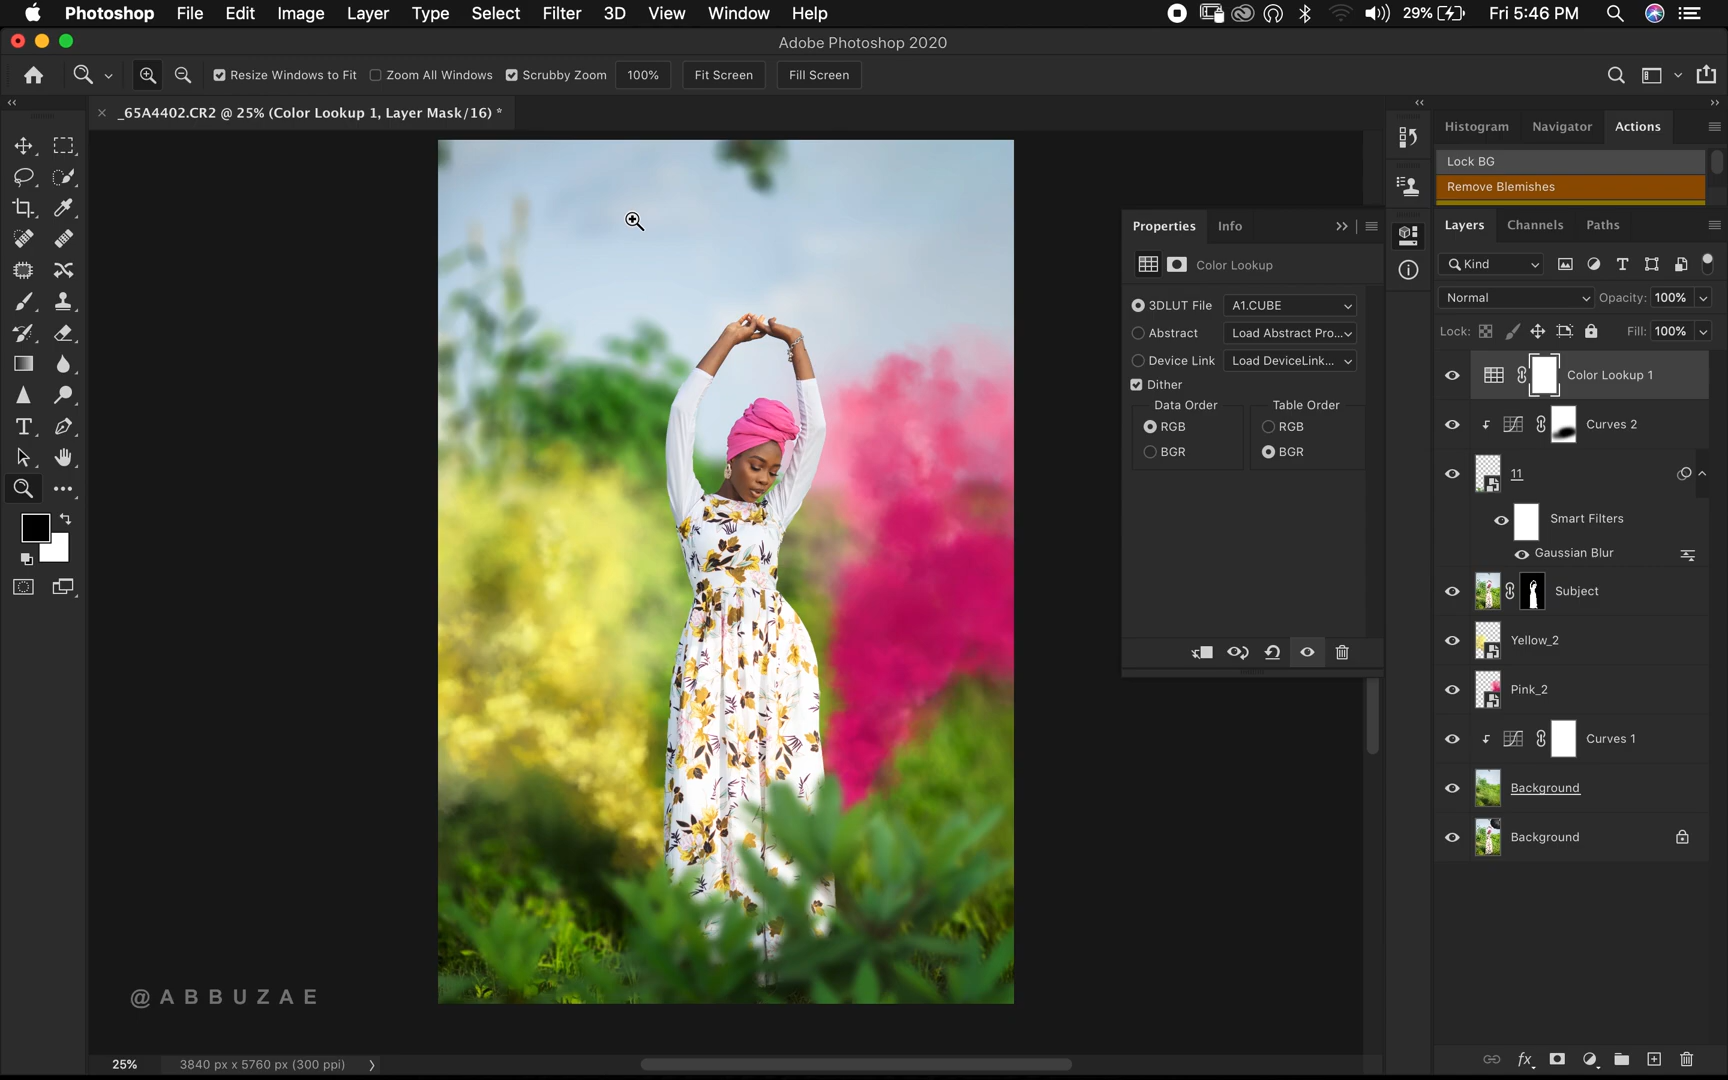 Photoshop File Edit Image Layer Type Select Filter 3D View Window Help 29% Fri 5:46 PM
Adobe Photoshop 2020
Resize Windows to Fit Zoom All Windows Scrubby Zoom 100% Fit Screen Fill Screen
_65A4402.CR2 @ 25% (Color Lookup 1, Layer Mask/16) *
Histogram Navigator Actions
Lock BG
Remove Blemishes
Properties Info
Color Lookup
3DLUT File A1.CUBE
Abstract Load Abstract Pro...
Device Link Load DeviceLink...
Dither
Data Order Table Order
RGB RGB
BGR BGR
Layers Channels Paths
Kind
Normal Opacity: 100%
Lock: Fill: 100%
Color Lookup 1
Curves 2
11
Smart Filters
Gaussian Blur
Subject
Yellow_2
Pink_2
Curves 1
Background
Background
@ABBUZAE
25% 3840 px x 5760 px (300 ppi)